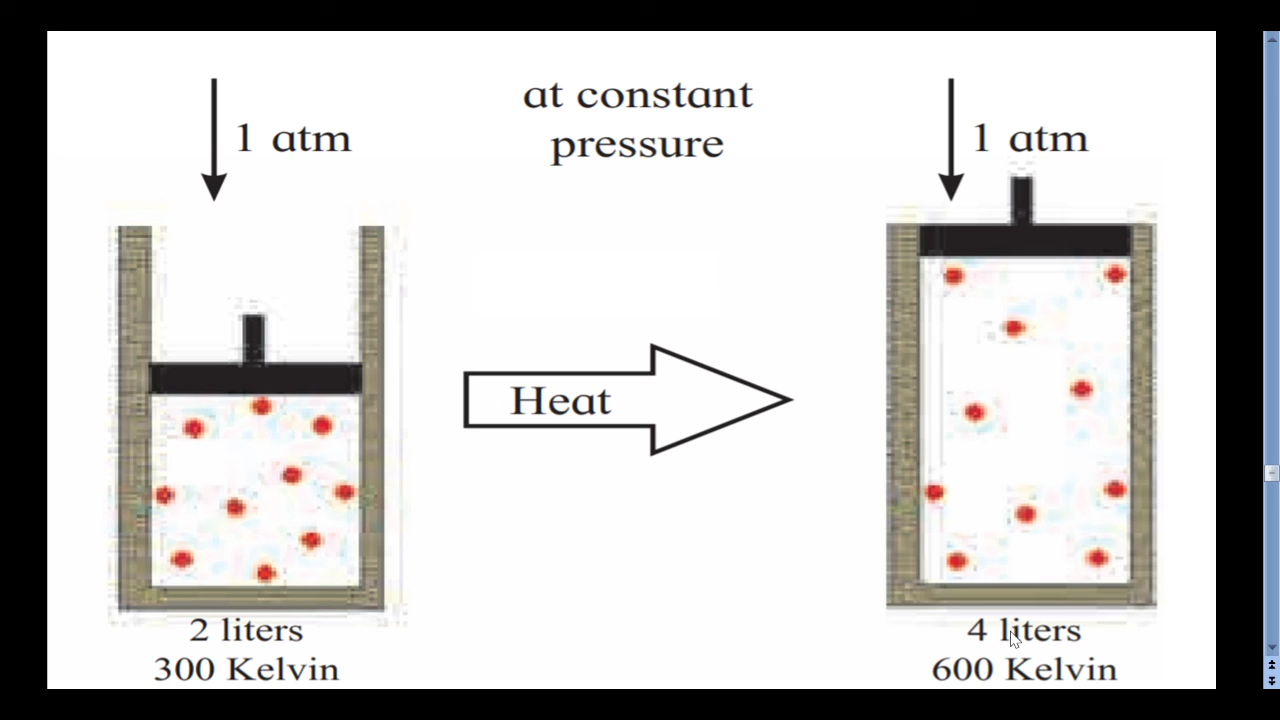 at constant
pressure
1 atm
1 atm
Heat
2 liters
300 Kelvin
4 liters
600 Kelvin